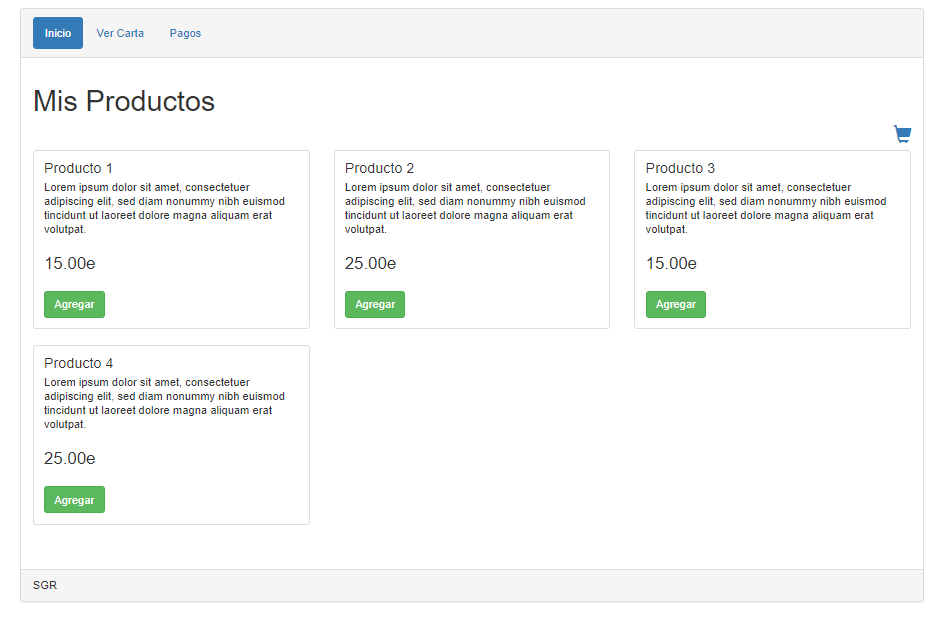 Inicio Ver Carta Pagos
Mis Productos
Producto 1
Lorem ipsum dolor sit amet, consectetuer
adipiscing elit, sed diam nonummy nibh euismod
tincidunt ut laoreet dolore magna aliquam erat
volutpat.
15.00e
Agregar
Producto 2
Lorem ipsum dolor sit amet, consectetuer
adipiscing elit, sed diam nonummy nibh euismod
tincidunt ut laoreet dolore magna aliquam erat
volutpat.
25.00e
Agregar
Producto 3
Lorem ipsum dolor sit amet, consectetuer
adipiscing elit, sed diam nonummy nibh euismod
tincidunt ut laoreet dolore magna aliquam erat
volutpat.
15.00e
Agregar
Producto 4
Lorem ipsum dolor sit amet, consectetuer
adipiscing elit, sed diam nonummy nibh euismod
tincidunt ut laoreet dolore magna aliquam erat
volutpat.
25.00e
Agregar
SGR